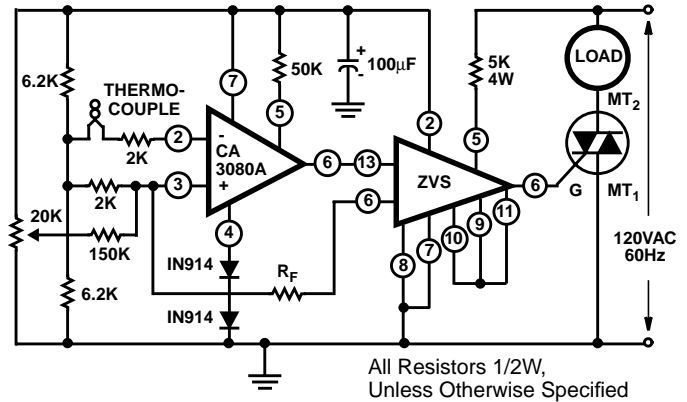 6.2K
THERMO-
COUPLE
2K
2
7
50K
5
+
100μF
-
5K
4W
LOAD
MT2
-
CA
3080A
+
6
13
2
5
ZVS
6
G
MT1
3
2K
20K
150K
4
6
IN914
RF
8
7
10
9
11
120VAC
60Hz
6.2K
IN914
All Resistors 1/2W,
Unless Otherwise Specified